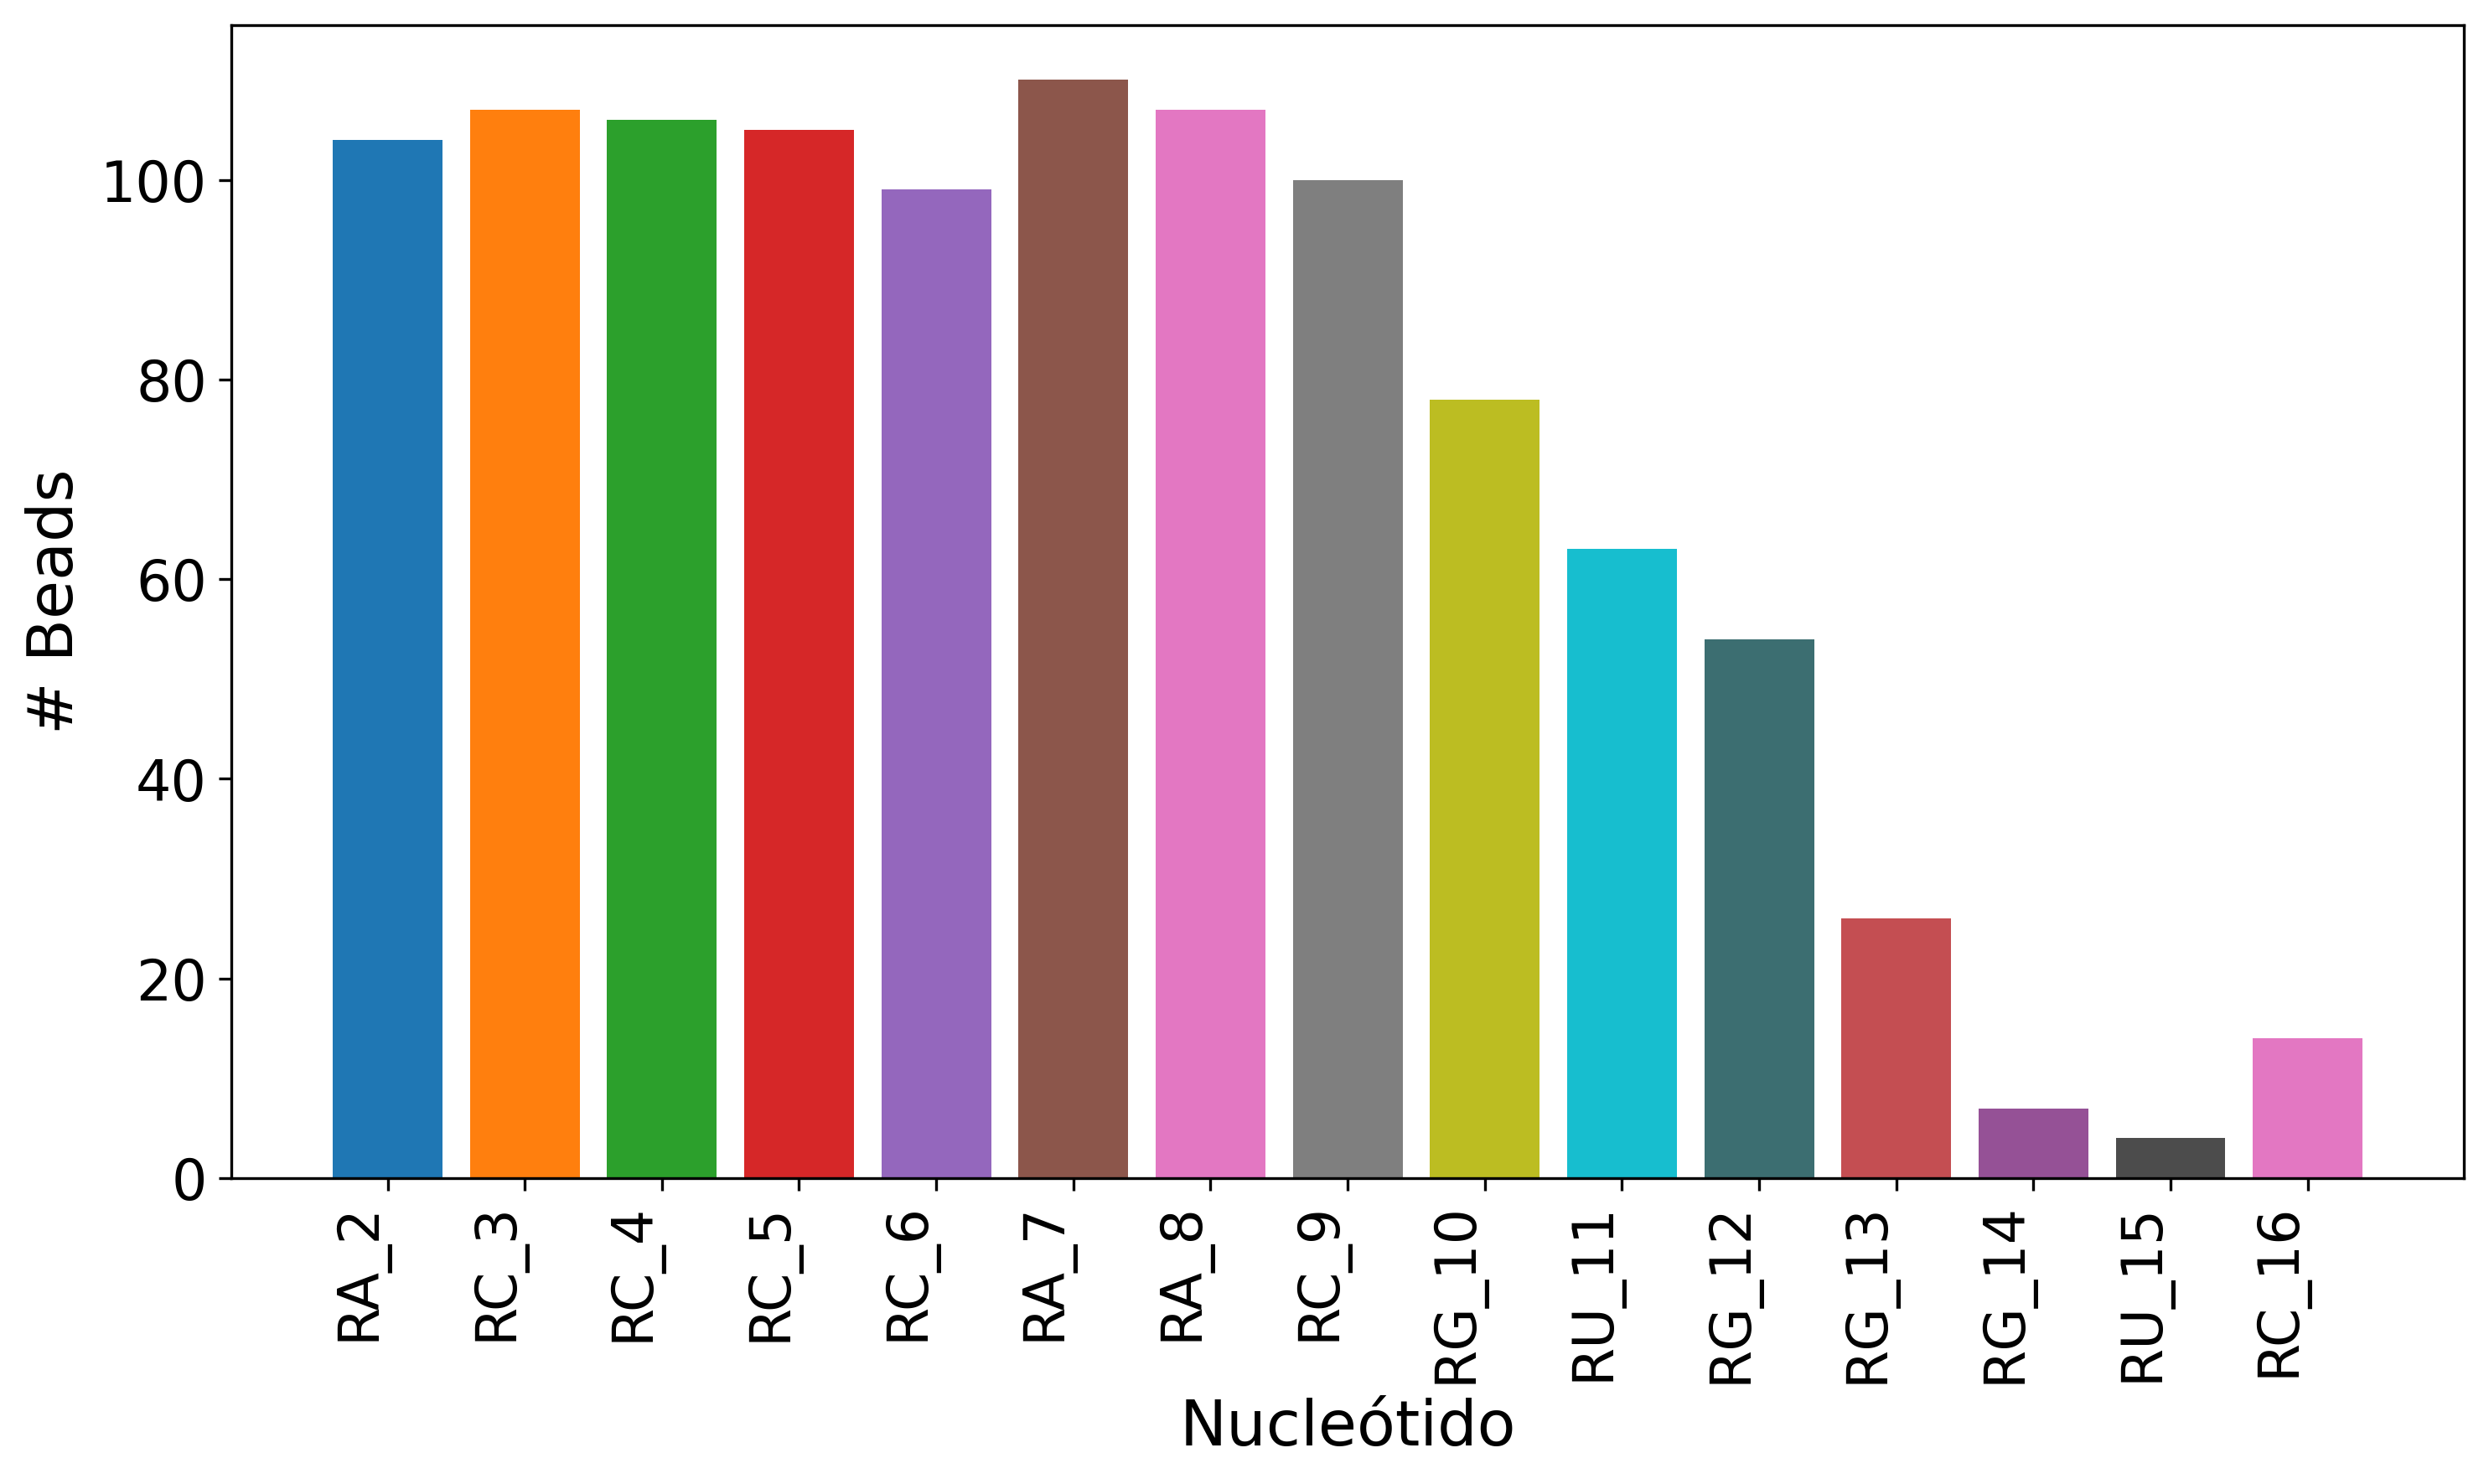 # Beads
100
80
60
40
20
0
RA_2
RC_3
RC_4
RC_5
RC_6
RA_7
RA_8
RC_9
RG_10
RU_11
RG_12
RG_13
RG_14
RU_15
RC_16
Nucleótido